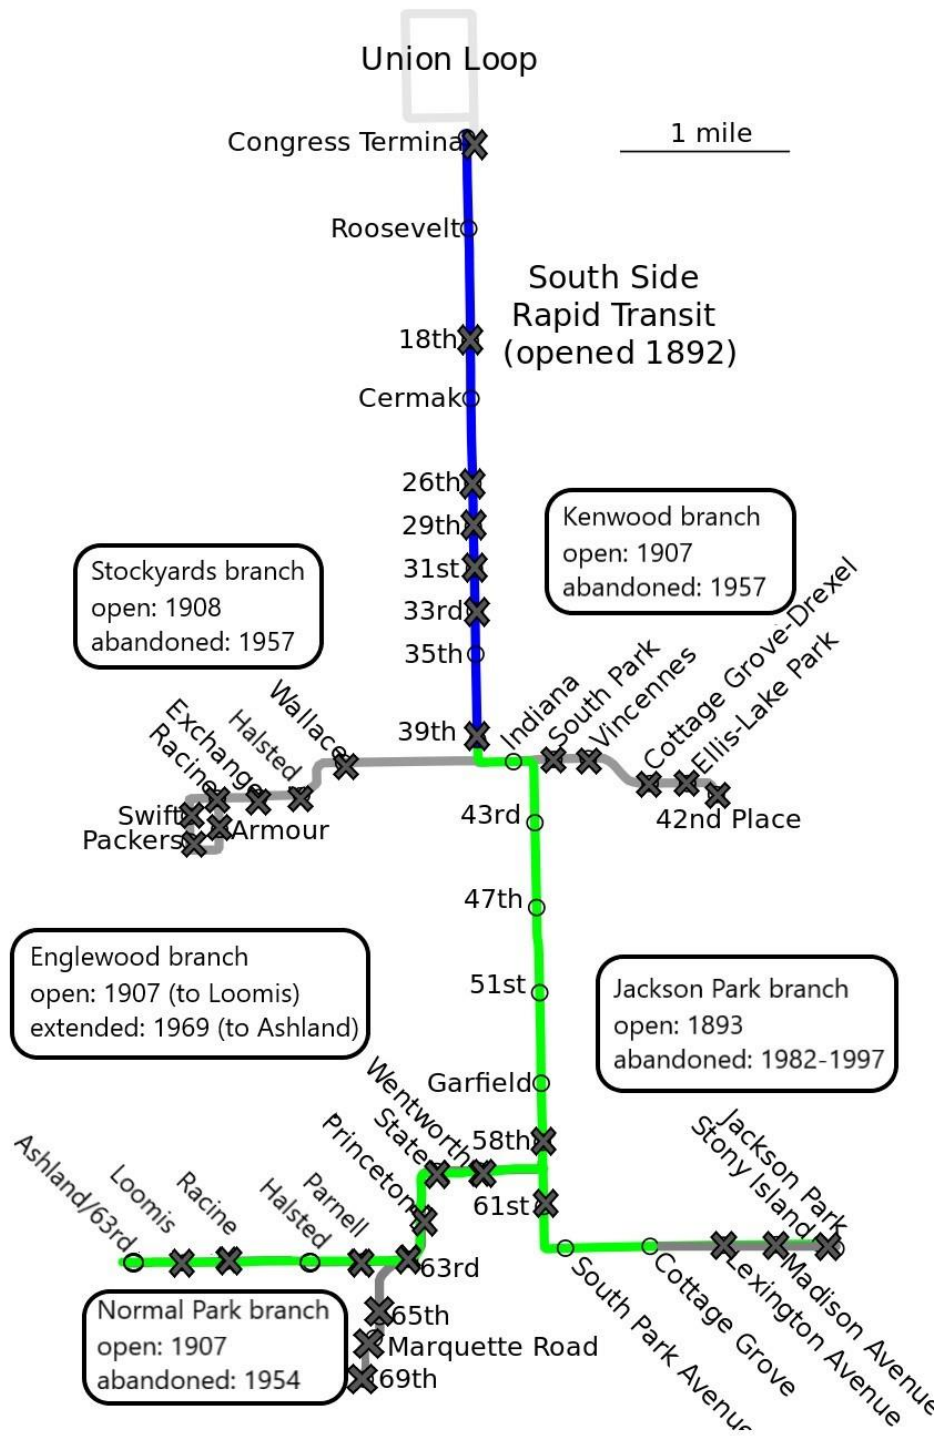 Union Loop
Congress Terminal
1 mile
Roosevelt
South Side
Rapid Transit
(opened 1892)
18th
Cermak
26th
29th
31st
33rd
35th
39th
Kenwood branch
open: 1907
abandoned: 1957
Stockyards branch
open: 1908
abandoned: 1957
Wallace
Halsted
Exchange
Racine
Swift
Packers
Armour
Indiana
South Park
Vincennes
Cottage Grove-Drexel
Ellis-Lake Park
42nd Place
43rd
47th
51st
Garfield
58th
61st
Englewood branch
open: 1907 (to Loomis)
extended: 1969 (to Ashland)
Jackson Park branch
open: 1893
abandoned: 1982-1997
Wentworth
State
Princeton
Parnell
Halsted
Racine
Loomis
Ashland/63rd
63rd
65th
Marquette Road
69th
Normal Park branch
open: 1907
abandoned: 1954
Jackson Park
Stony Island
South Park Avenue
Cottage Grove
Lexington Avenue
Madison Avenue